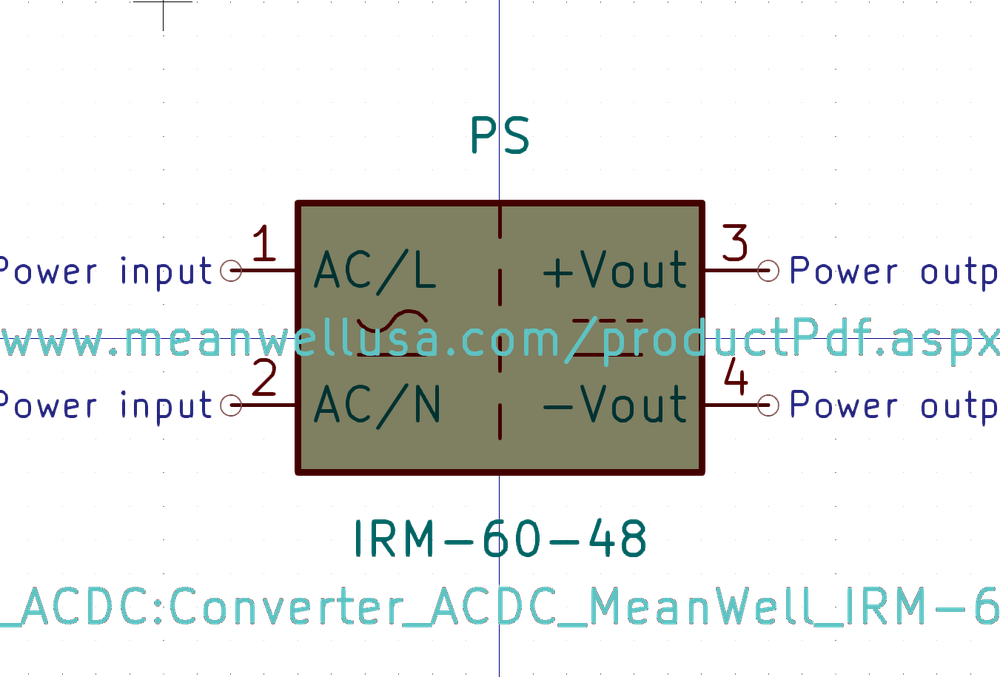 PS
1 3
Power input AC/L +Vout Power outp
www.meanwellusa.com/productPdf.aspx
2 4
Power input AC/N -Vout Power outp
IRM-60-48
_ACDC:Converter_ACDC_MeanWell_IRM-6